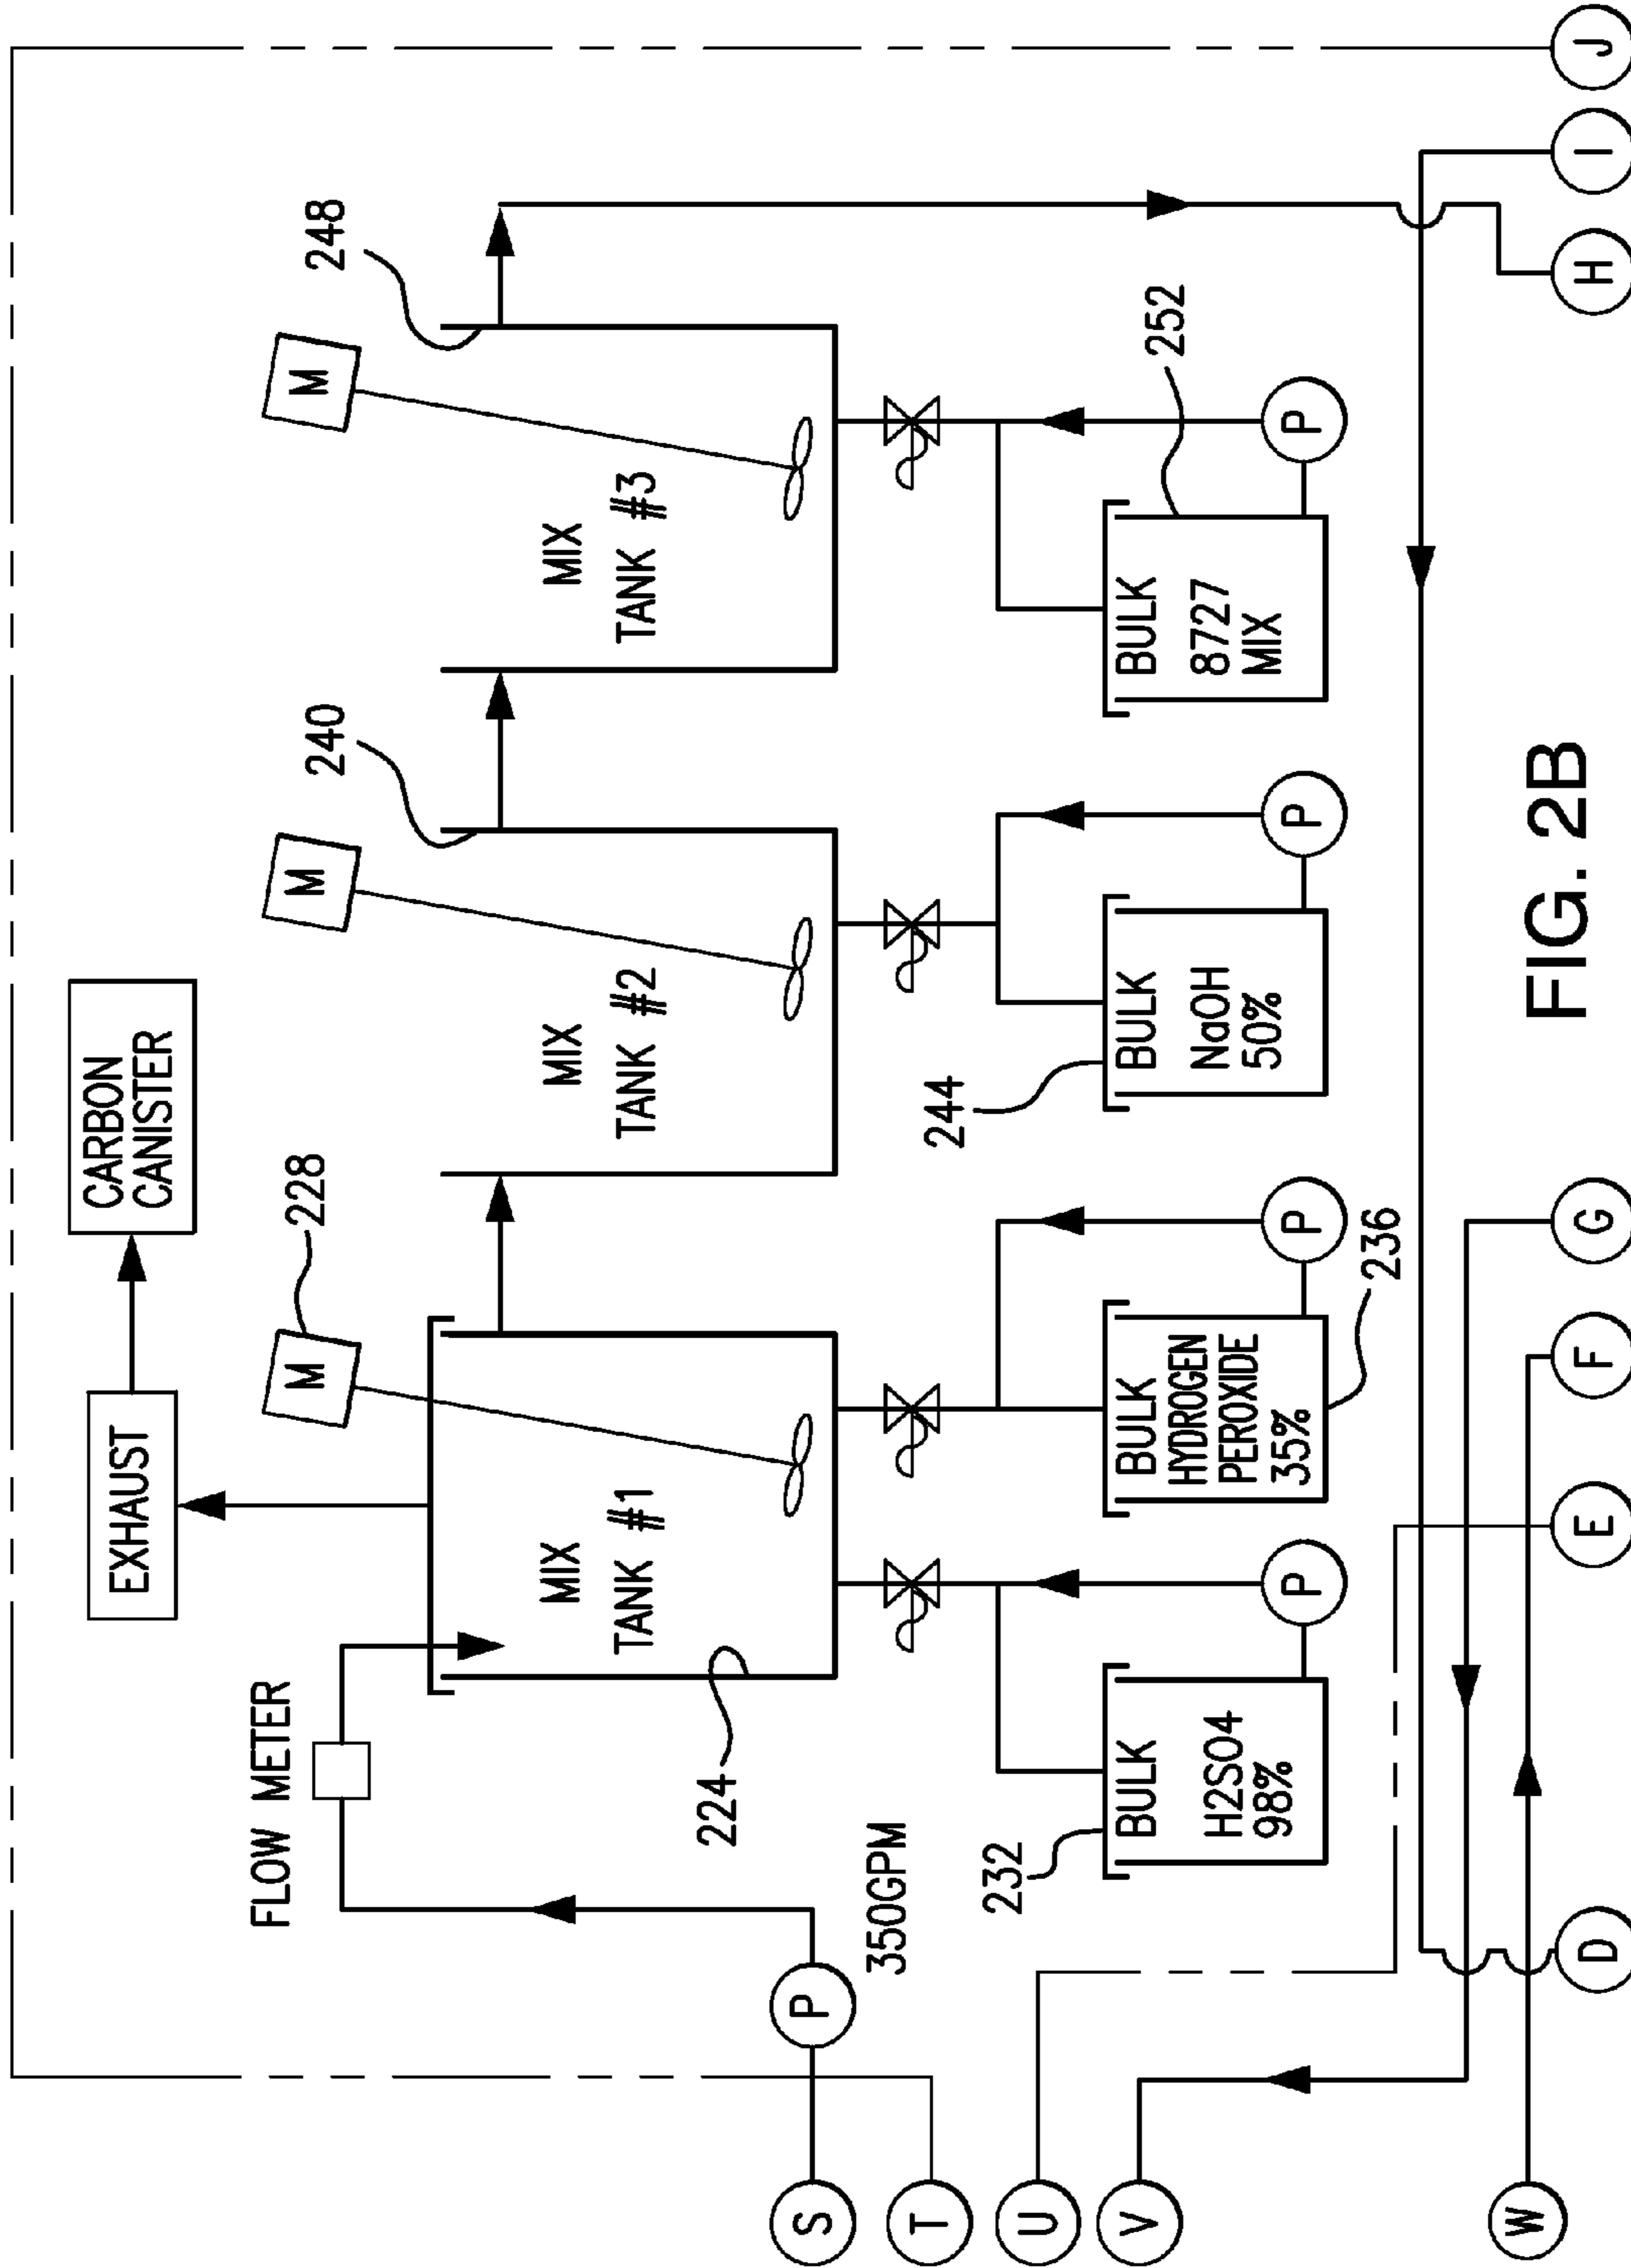 CARBON
CANISTER
EXHAUST
FLOW METER
M
228
M
240
M
248
MIX
TANK #1
MIX
TANK #2
MIX
TANK #3
224
S
P
350GPM
T
U
V
W
232
BULK
H2SO4
98%
P
BULK
HYDROGEN
PEROXIDE
35%
P
236
244
BULK
NaOH
50%
P
BULK
8727
MIX
P
252
D
E
F
G
H
I
J
FIG. 2B